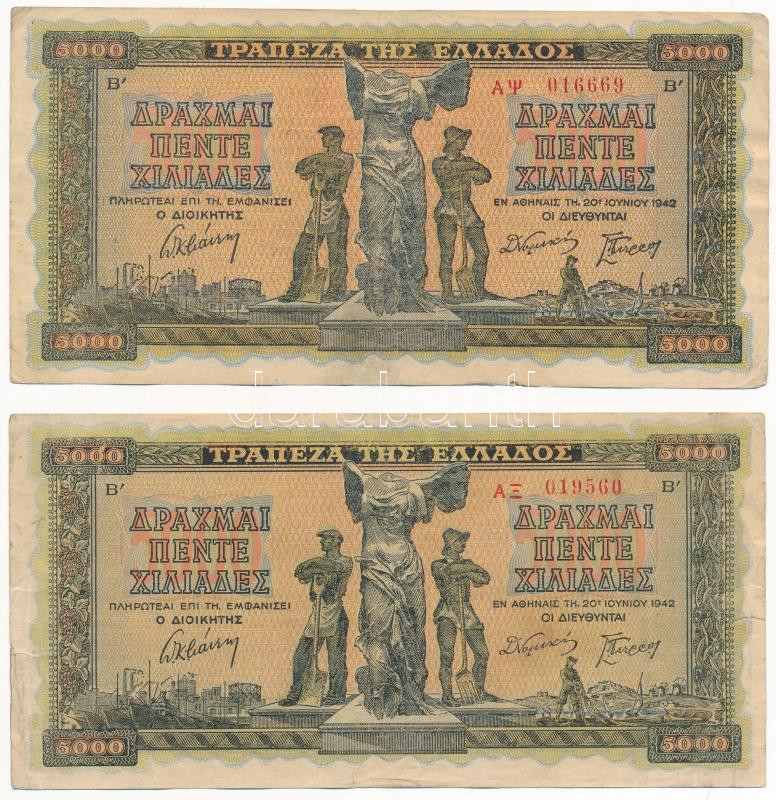 5000 ΤΡΑΠΕΖΑ ΤΗΣ ΕΛΛΑΔΟΣ 5000
Β' ΑΨ 016669 Β'
ΔΡΑΧΜΑΙ ΔΡΑΧΜΑΙ
ΠΕΝΤΕ ΠΕΝΤΕ
ΧΙΛΙΑΔΕΣ ΧΙΛΙΑΔΕΣ
ΠΛΗΡΩΤΕΑΙ ΕΠΙ ΤΗ, ΕΜΦΑΝΙΣΕΙ ΕΝ ΑΘΗΝΑΙΣ ΤΗ, 20ῌ ΙΟΥΝΙΟΥ 1942
Ο ΔΙΟΙΚΗΤΗΣ ΟΙ ΔΙΕΥΘΥΝΤΑΙ
5000 5000
darabanth
5000 ΤΡΑΠΕΖΑ ΤΗΣ ΕΛΛΑΔΟΣ 5000
Β' ΑΞ 019560 Β'
ΔΡΑΧΜΑΙ ΔΡΑΧΜΑΙ
ΠΕΝΤΕ ΠΕΝΤΕ
ΧΙΛΙΑΔΕΣ ΧΙΛΙΑΔΕΣ
ΠΛΗΡΩΤΕΑΙ ΕΠΙ ΤΗ, ΕΜΦΑΝΙΣΕΙ ΕΝ ΑΘΗΝΑΙΣ ΤΗ, 20ῌ ΙΟΥΝΙΟΥ 1942
Ο ΔΙΟΙΚΗΤΗΣ ΟΙ ΔΙΕΥΘΥΝΤΑΙ
5000 5000